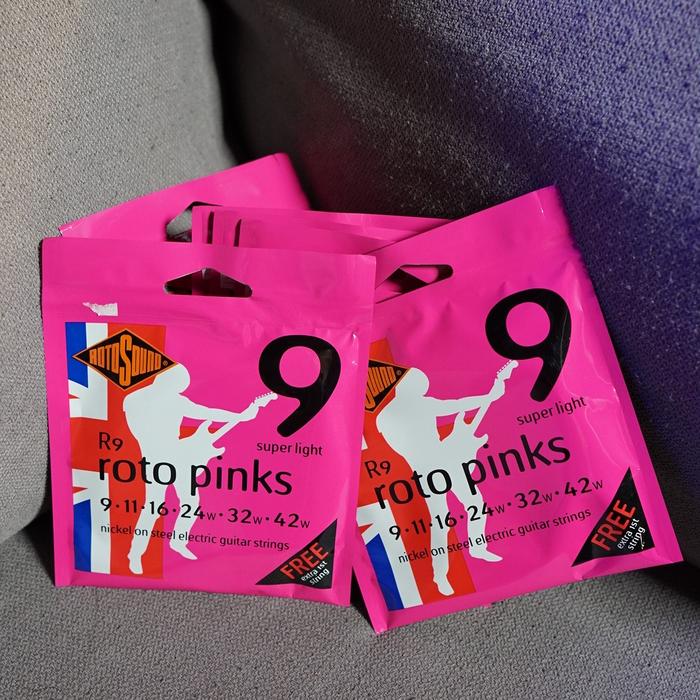 ROTOSOUND®
9
super light
R9
roto pinks
9·11·16·24w·32w·42w
nickel on steel electric guitar strings
FREE
extra 1st
string
9
super light
R9
roto pinks
9·11·16·24w·32w·42w
nickel on steel electric guitar strings
FREE
extra 1st
string